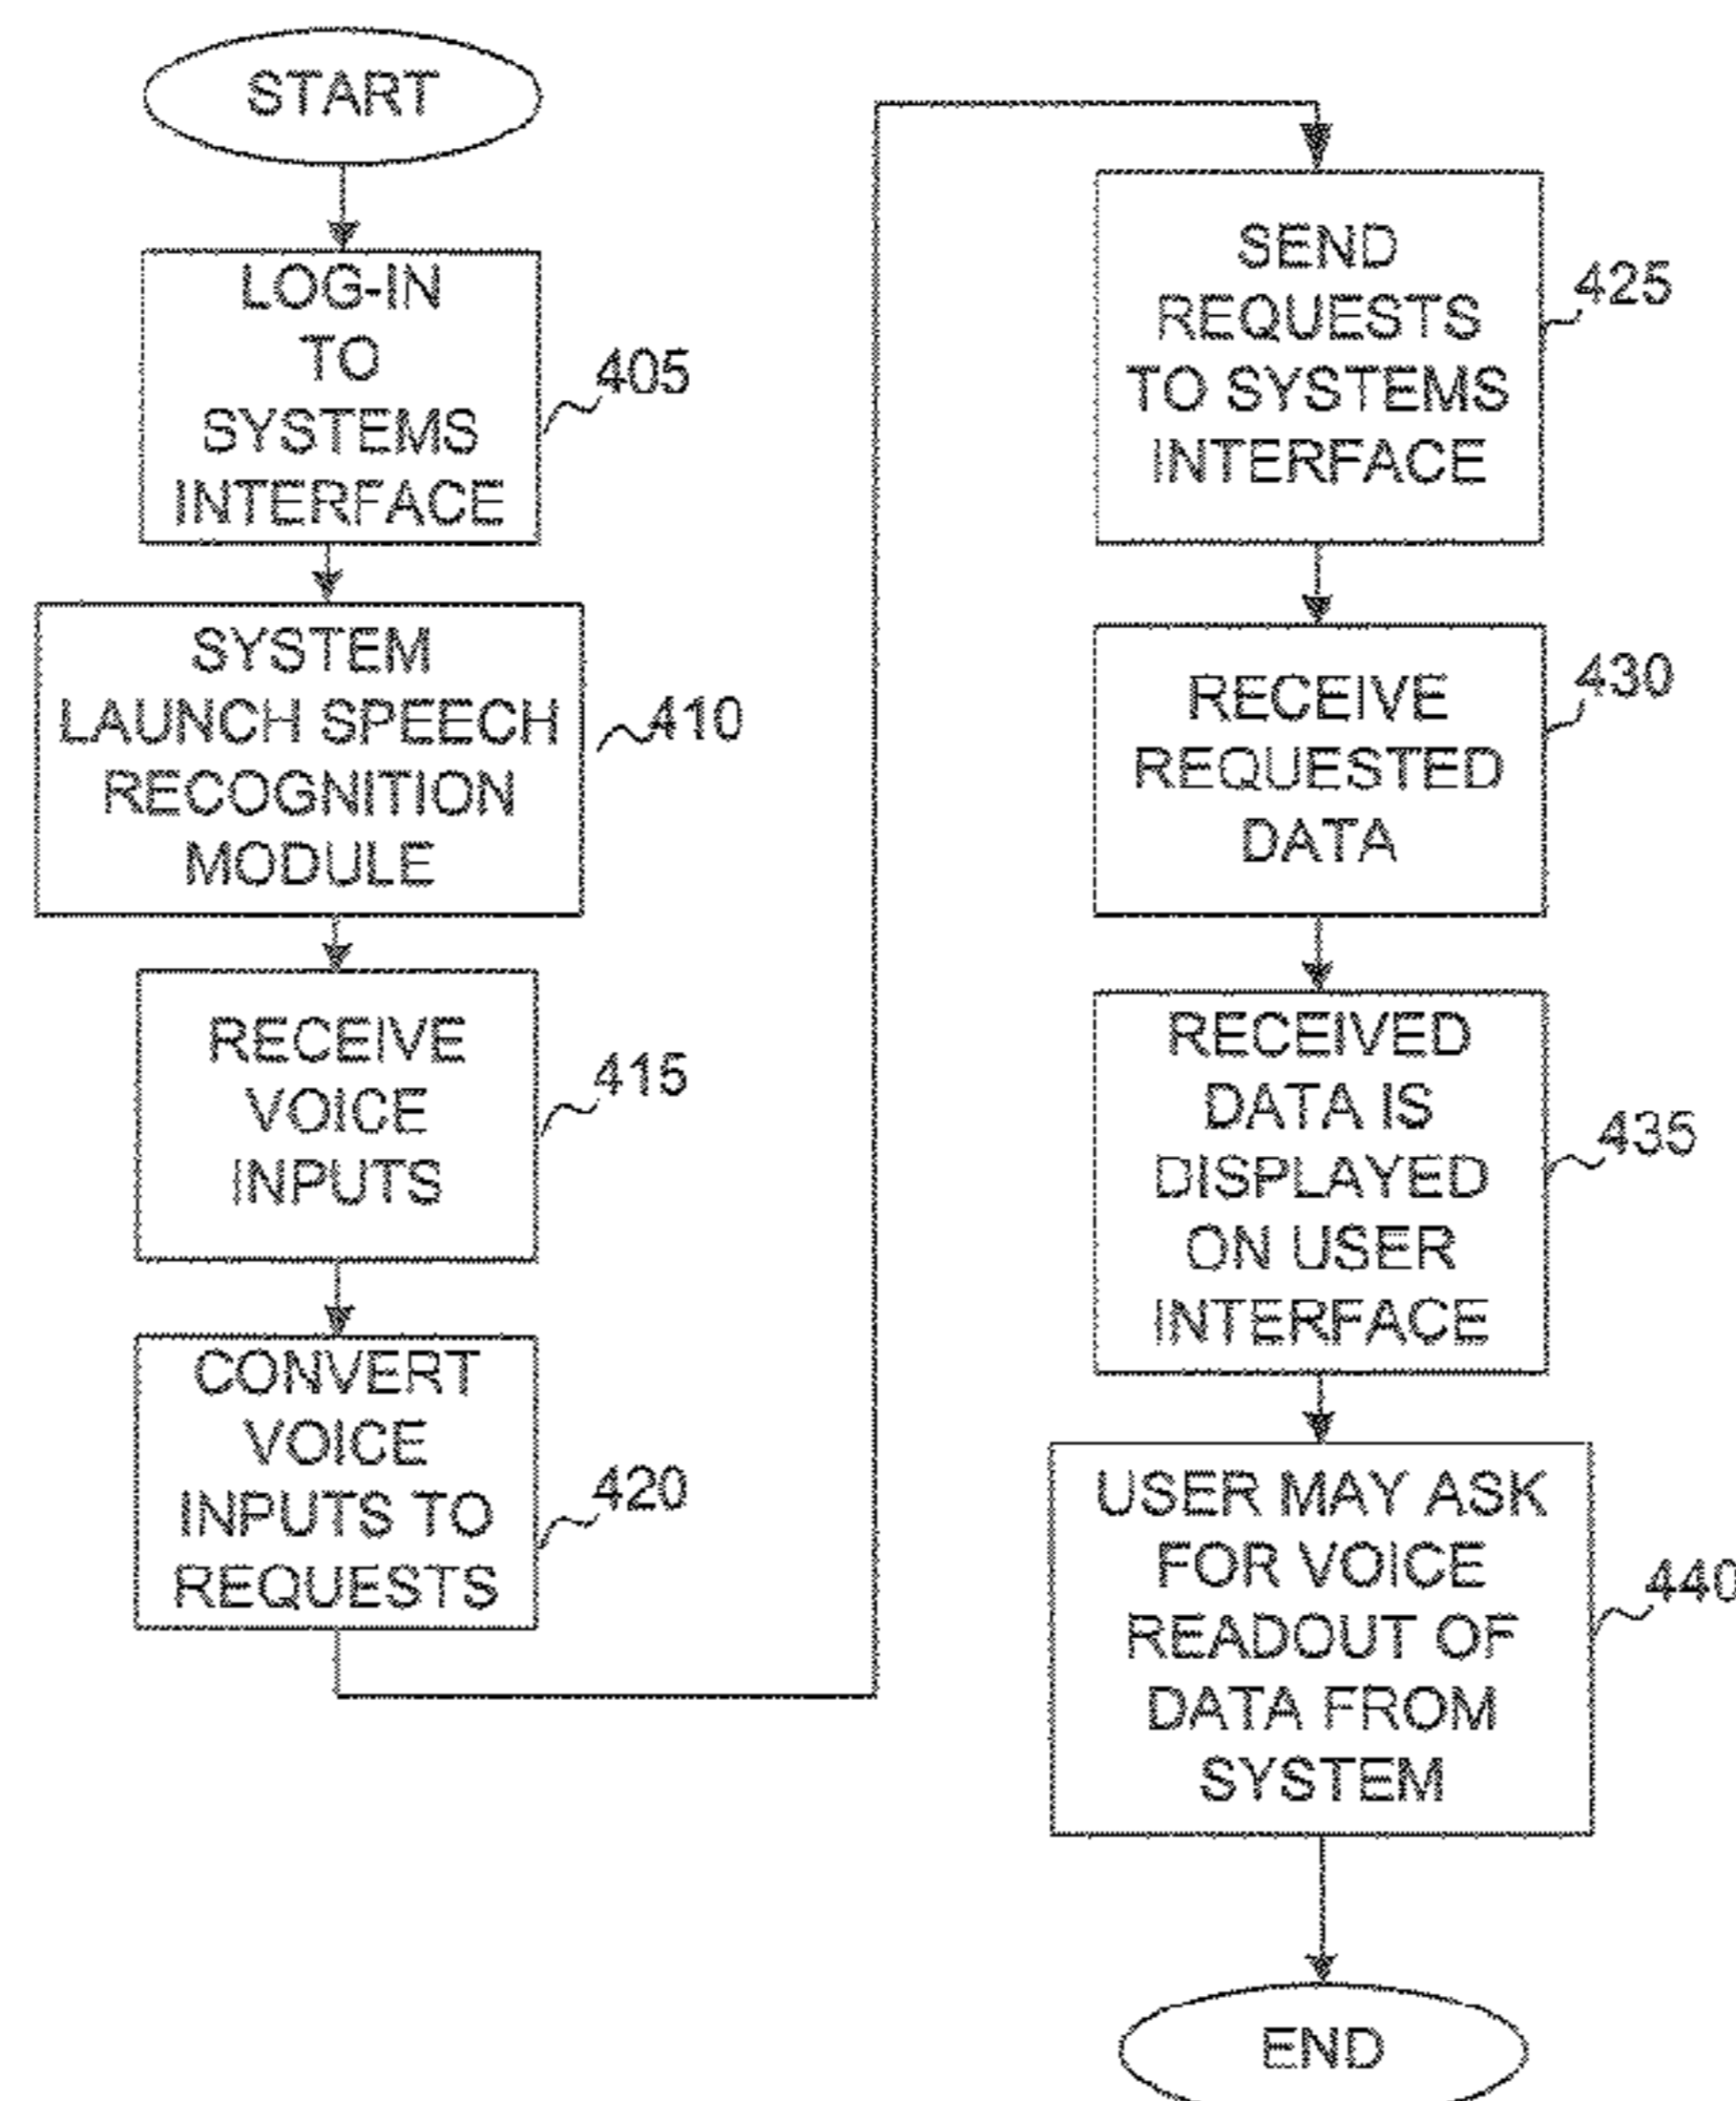 START
LOG-IN
TO
SYSTEMS
INTERFACE
405
SYSTEM
LAUNCH SPEECH
RECOGNITION
MODULE
410
RECEIVE
VOICE
INPUTS
415
CONVERT
VOICE
INPUTS TO
REQUESTS
420
SEND
REQUESTS
TO SYSTEMS
INTERFACE
425
RECEIVE
REQUESTED
DATA
430
RECEIVED
DATA IS
DISPLAYED
ON USER
INTERFACE
435
USER MAY ASK
FOR VOICE
READOUT OF
DATA FROM
SYSTEM
440
END